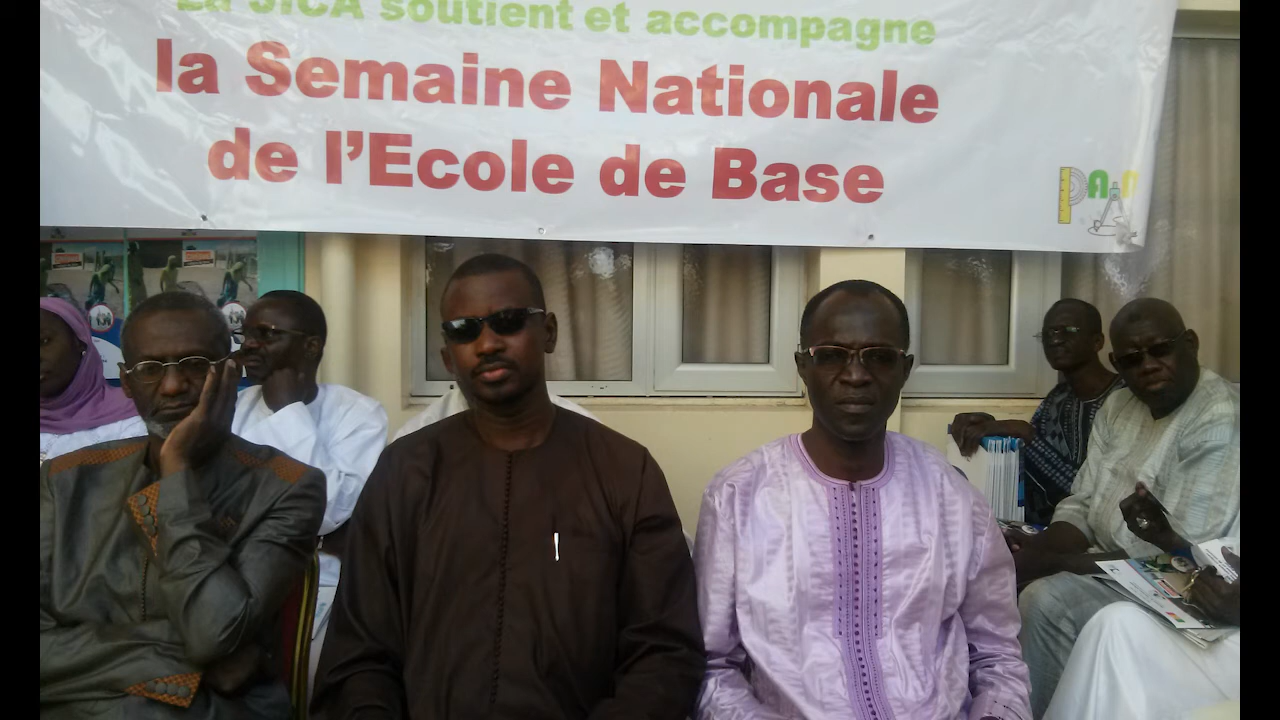 La JICA soutient et accompagne
la Semaine Nationale
de l'Ecole de Base